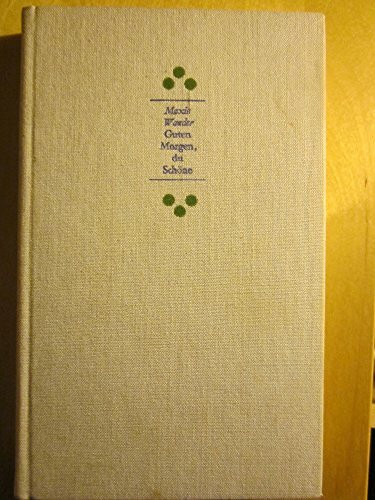 Maxie
Wander
Guten
Morgen,
du
Schöne